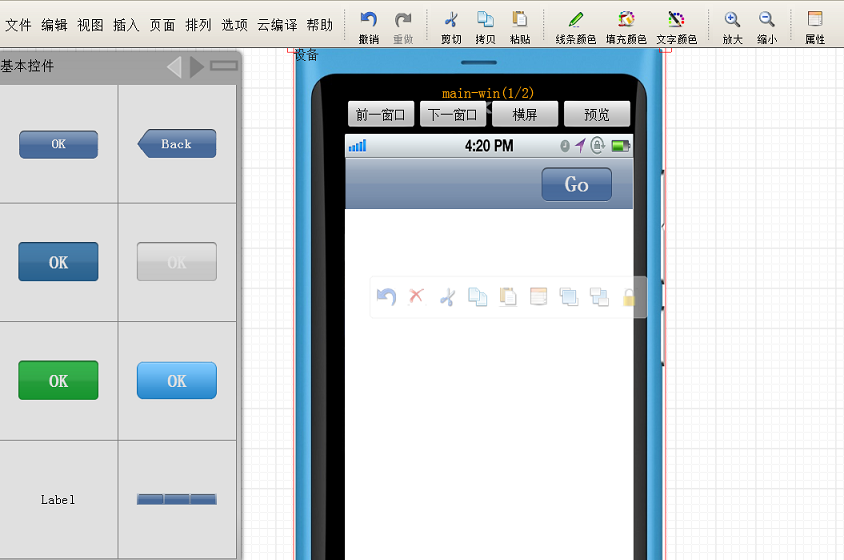 文件 编辑 视图 插入 页面 排列 选项 云编译 帮助
撤销 重做 剪切 拷贝 粘贴 线条颜色 填充颜色 文字颜色 放大 缩小 属性
基本控件
设备
main-win(1/2)
前一窗口 下一窗口 横屏 预览
4:20 PM
Go
OK Back
OK OK
OK OK
Label